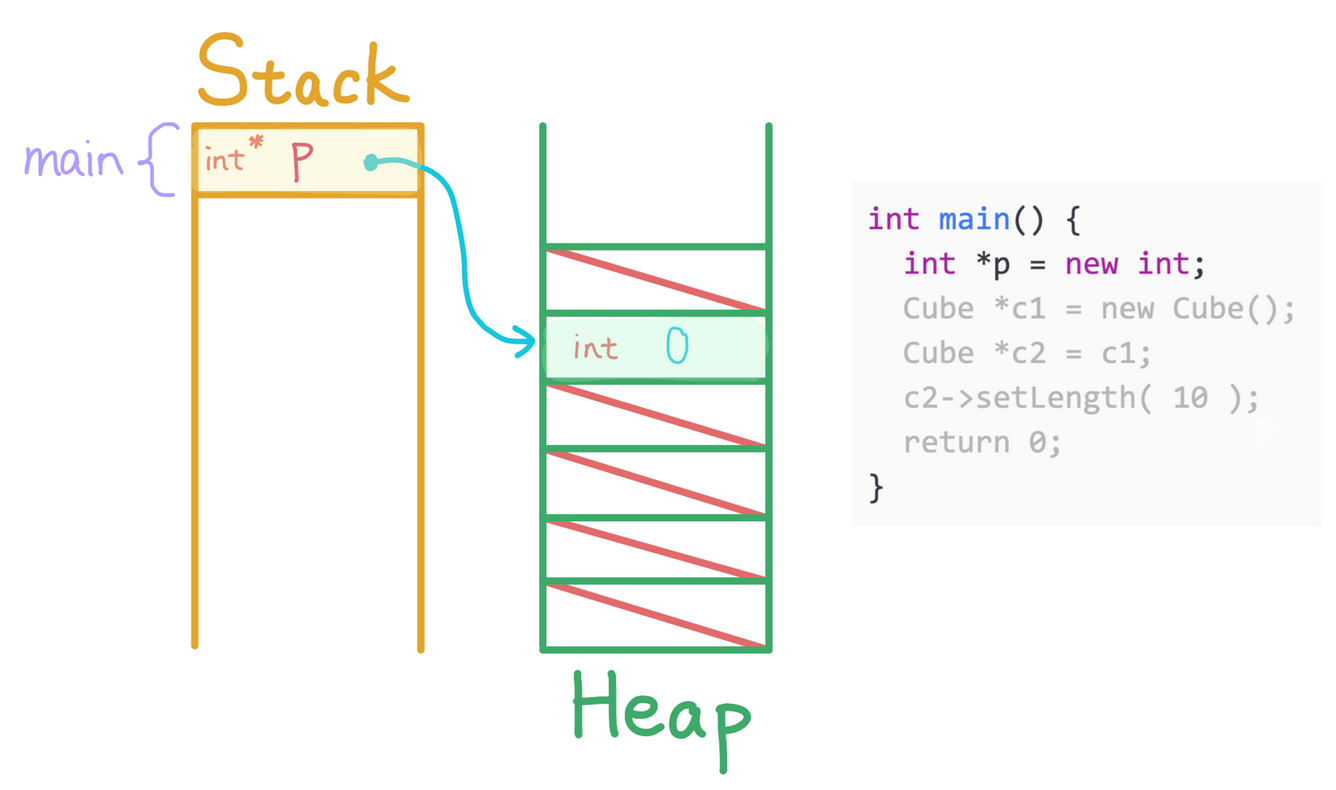 Stack
main
int* p
int 0
Heap
int main() {
int *p = new int;
Cube *c1 = new Cube();
Cube *c2 = c1;
c2->setLength( 10 );
return 0;
}